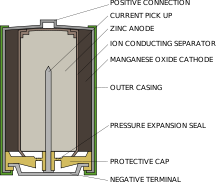 POSITIVE CONNECTION
CURRENT PICK UP
ZINC ANODE
ION CONDUCTING SEPARATOR
MANGANESE OXIDE CATHODE
OUTER CASING
PRESSURE EXPANSION SEAL
PROTECTIVE CAP
NEGATIVE TERMINAL